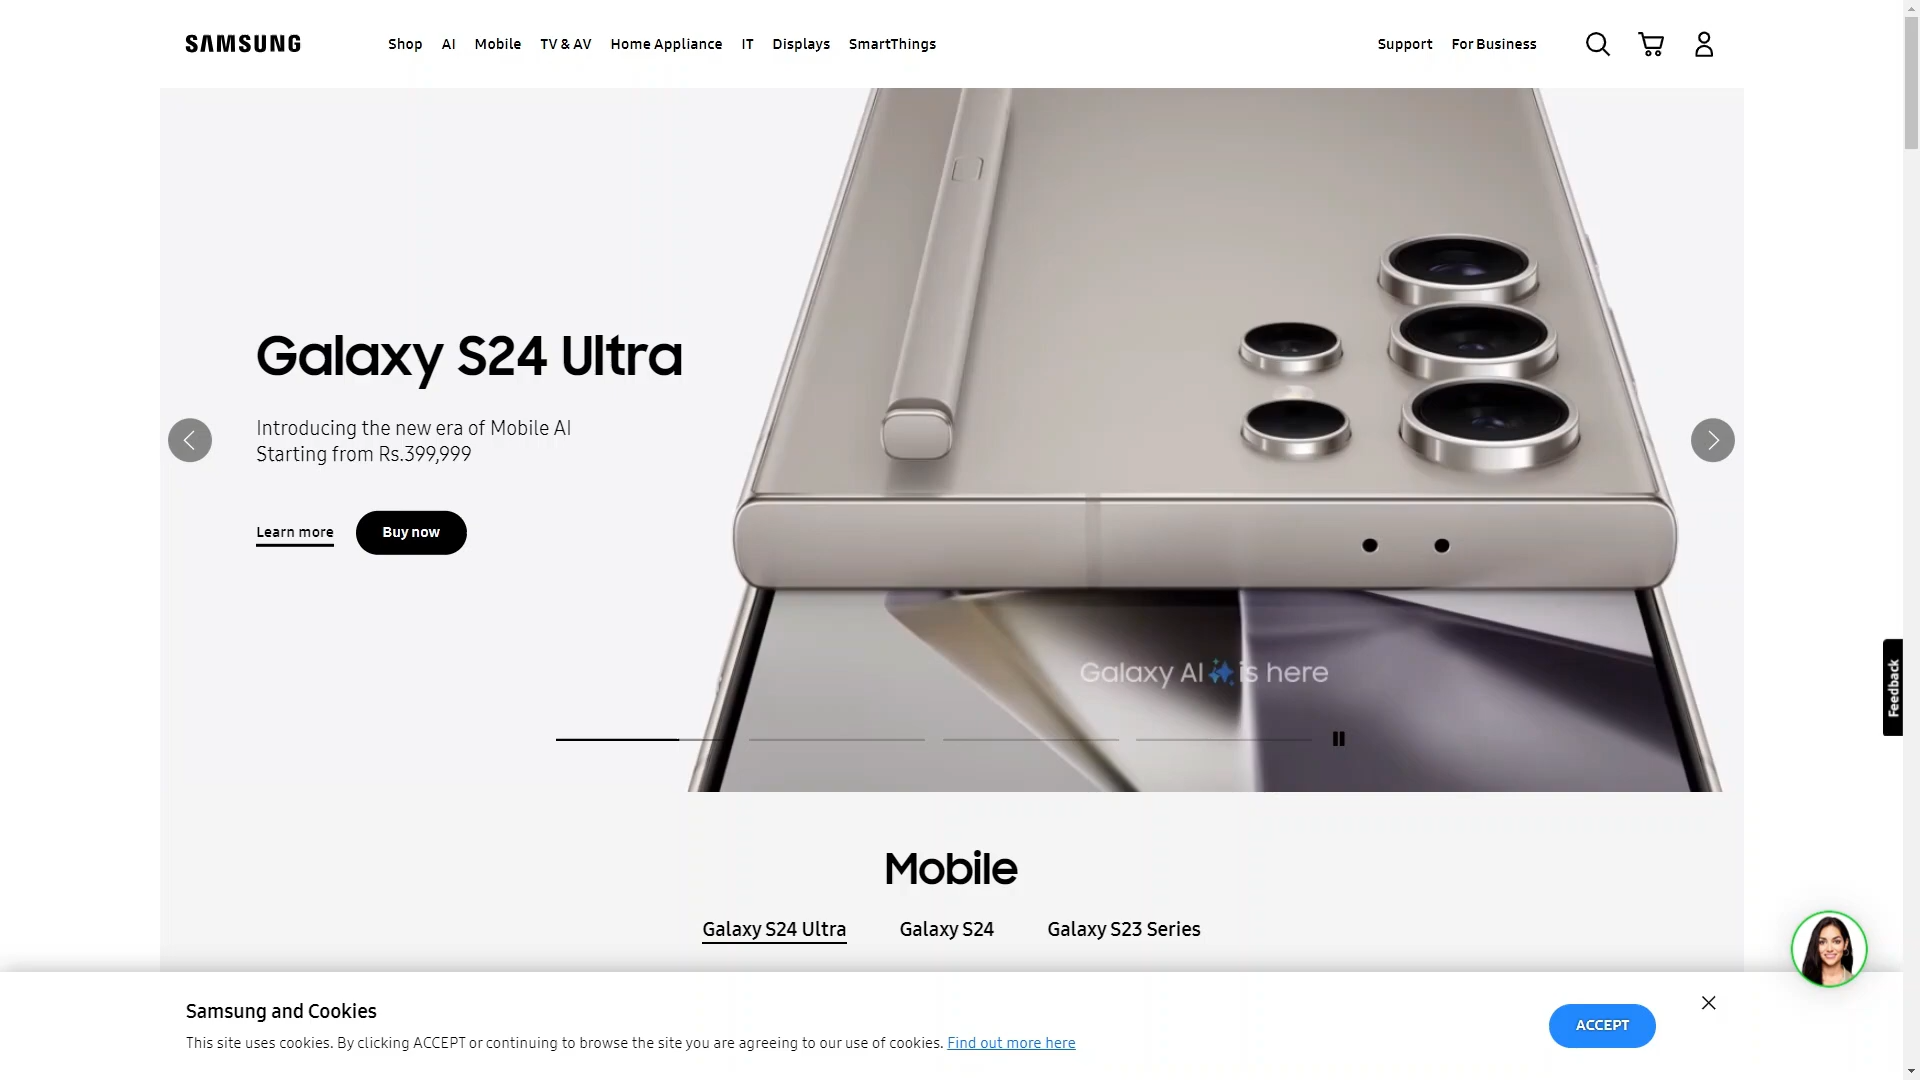 SAMSUNG
Shop AI Mobile TV & AV Home Appliance IT Displays SmartThings
Support For Business
Galaxy S24 Ultra
Introducing the new era of Mobile AI
Starting from Rs.399,999
Learn more Buy now
Galaxy AI is here
Feedback
Mobile
Galaxy S24 Ultra Galaxy S24 Galaxy S23 Series
Samsung and Cookies
This site uses cookies. By clicking ACCEPT or continuing to browse the site you are agreeing to our use of cookies. Find out more here
ACCEPT